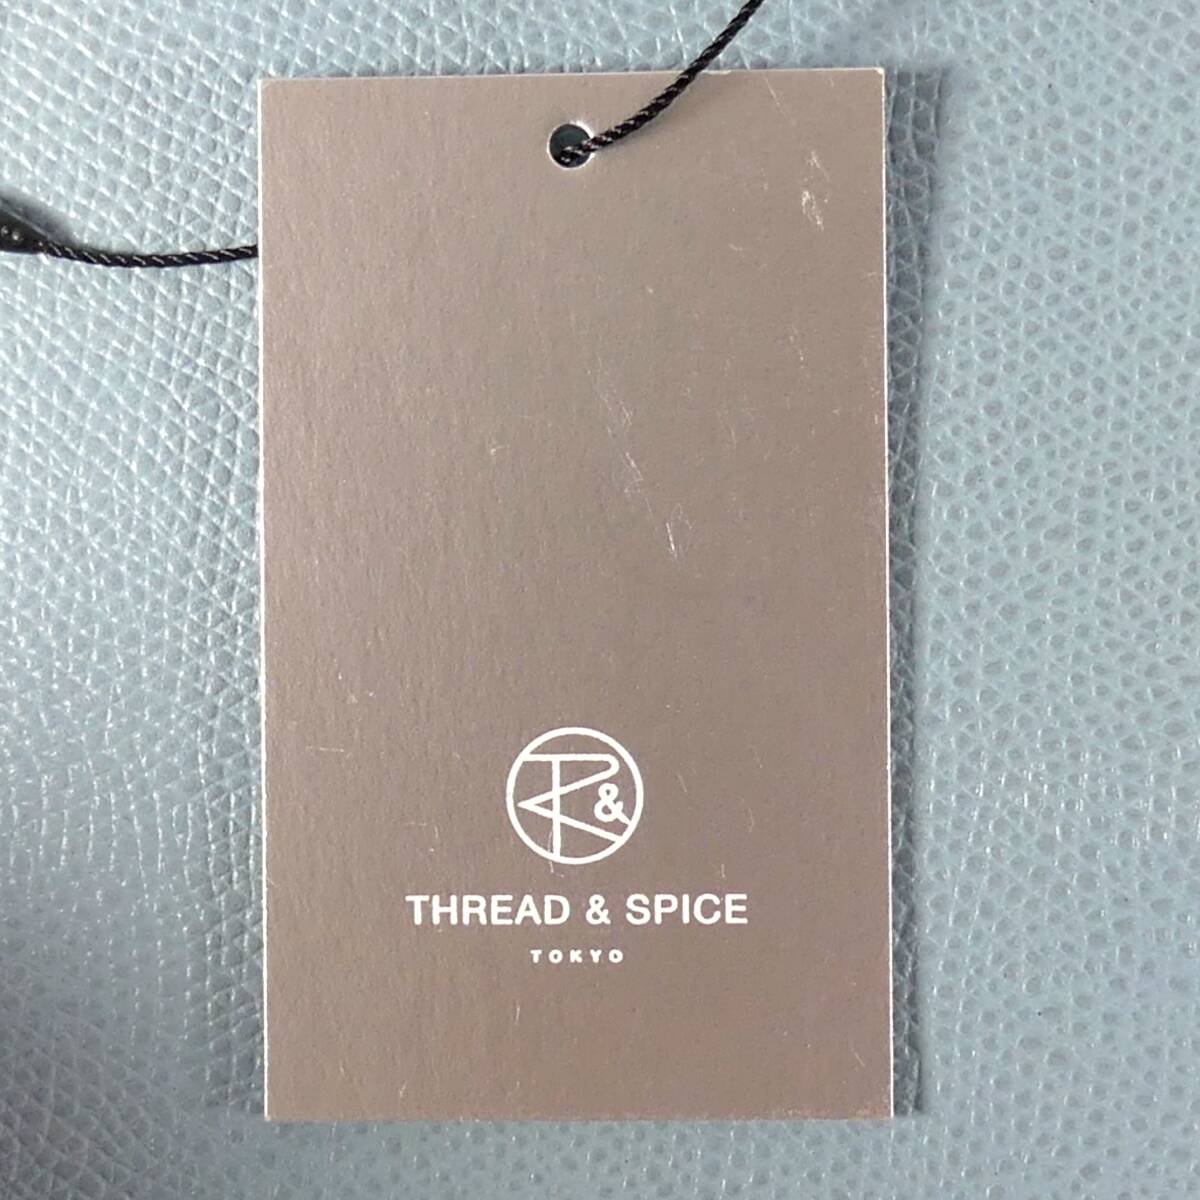 &
THREAD & SPICE
TOKYO